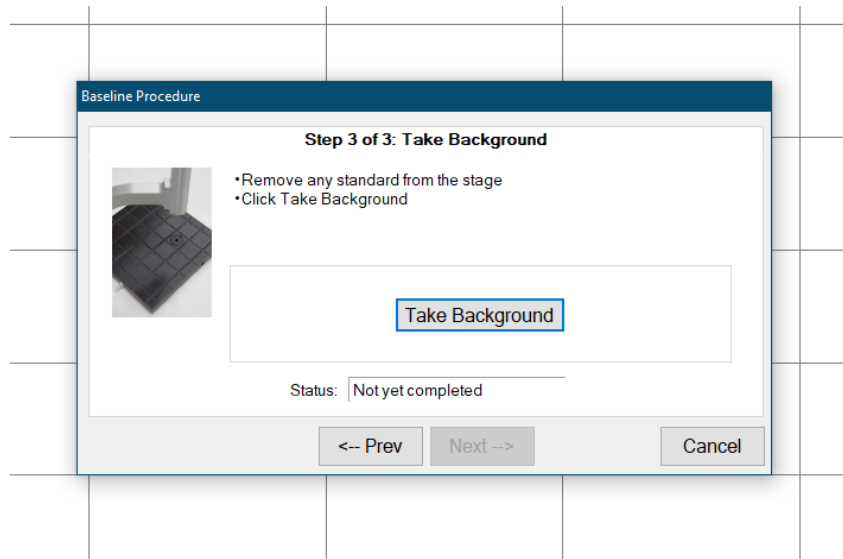 Baseline Procedure
Step 3 of 3: Take Background
•Remove any standard from the stage
•Click Take Background
Take Background
Status: Not yet completed
<-- Prev Next --> Cancel